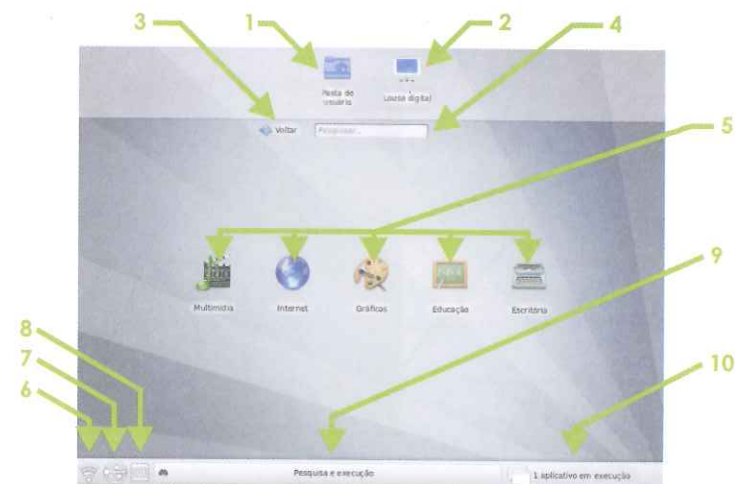 3
1
2
4
Pasta de
usuário
Lousa digital
Voltar
Pesquisar...
5
9
Multimídia
Internet
Gráficos
Educação
Escritório
8
7
6
10
Pesquisa e execução
1 aplicativo em execução